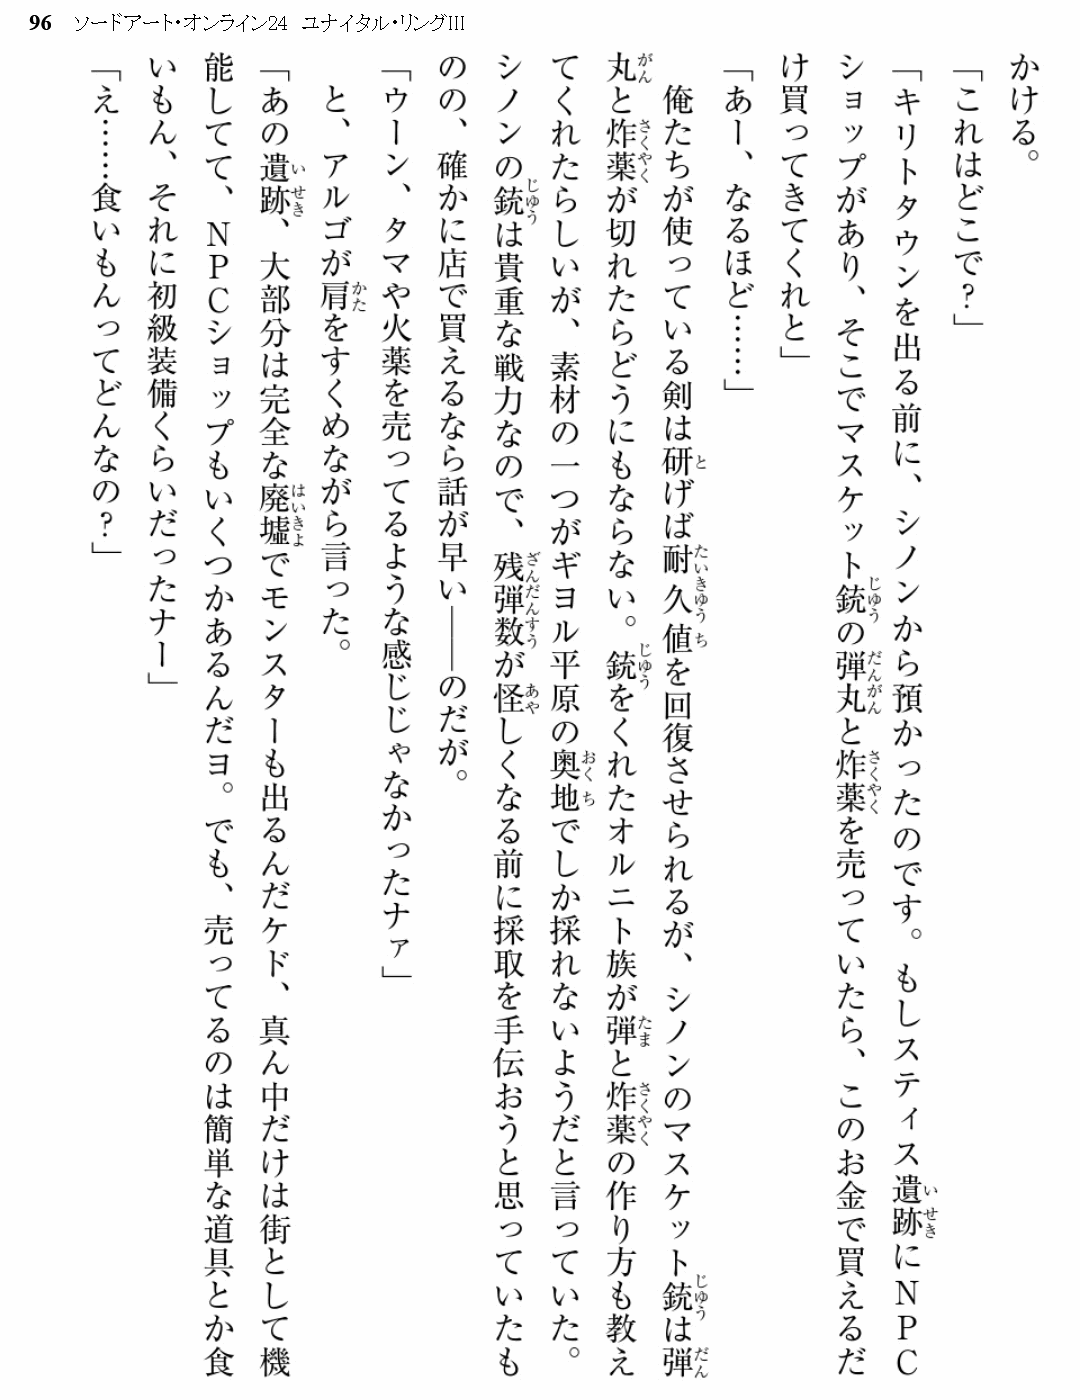 96 ソードアート・オンライン24 ユナイタル・リングⅢ
かける。
「これはどこで？」
「キリトタウンを出る前に、シノンから預かったのです。もしスティス遺跡にＮＰＣ
ショップがあり、そこでマスケット銃の弾丸と炸薬を売っていたら、このお金で買えるだ
け買ってきてくれと」
「あー、なるほど……」
　俺たちが使っている剣は研げば耐久値を回復させられるが、シノンのマスケット銃は弾
丸と炸薬が切れたらどうにもならない。銃をくれたオルニト族が弾と炸薬の作り方も教え
てくれたらしいが、素材の一つがギヨル平原の奥地でしか採れないようだと言っていた。
シノンの銃は貴重な戦力なので、残弾数が怪しくなる前に採取を手伝おうと思っていたも
のの、確かに店で買えるなら話が早い――のだが。
「ウーン、タマや火薬を売ってるような感じじゃなかったナァ」
　と、アルゴが肩をすくめながら言った。
「あの遺跡、大部分は完全な廃墟でモンスターも出るんだケド、真ん中だけは街として機
能してて、ＮＰＣショップもいくつかあるんだヨ。でも、売ってるのは簡単な道具とか食
いもん、それに初級装備くらいだったナー」
「え……食いもんってどんなの？」